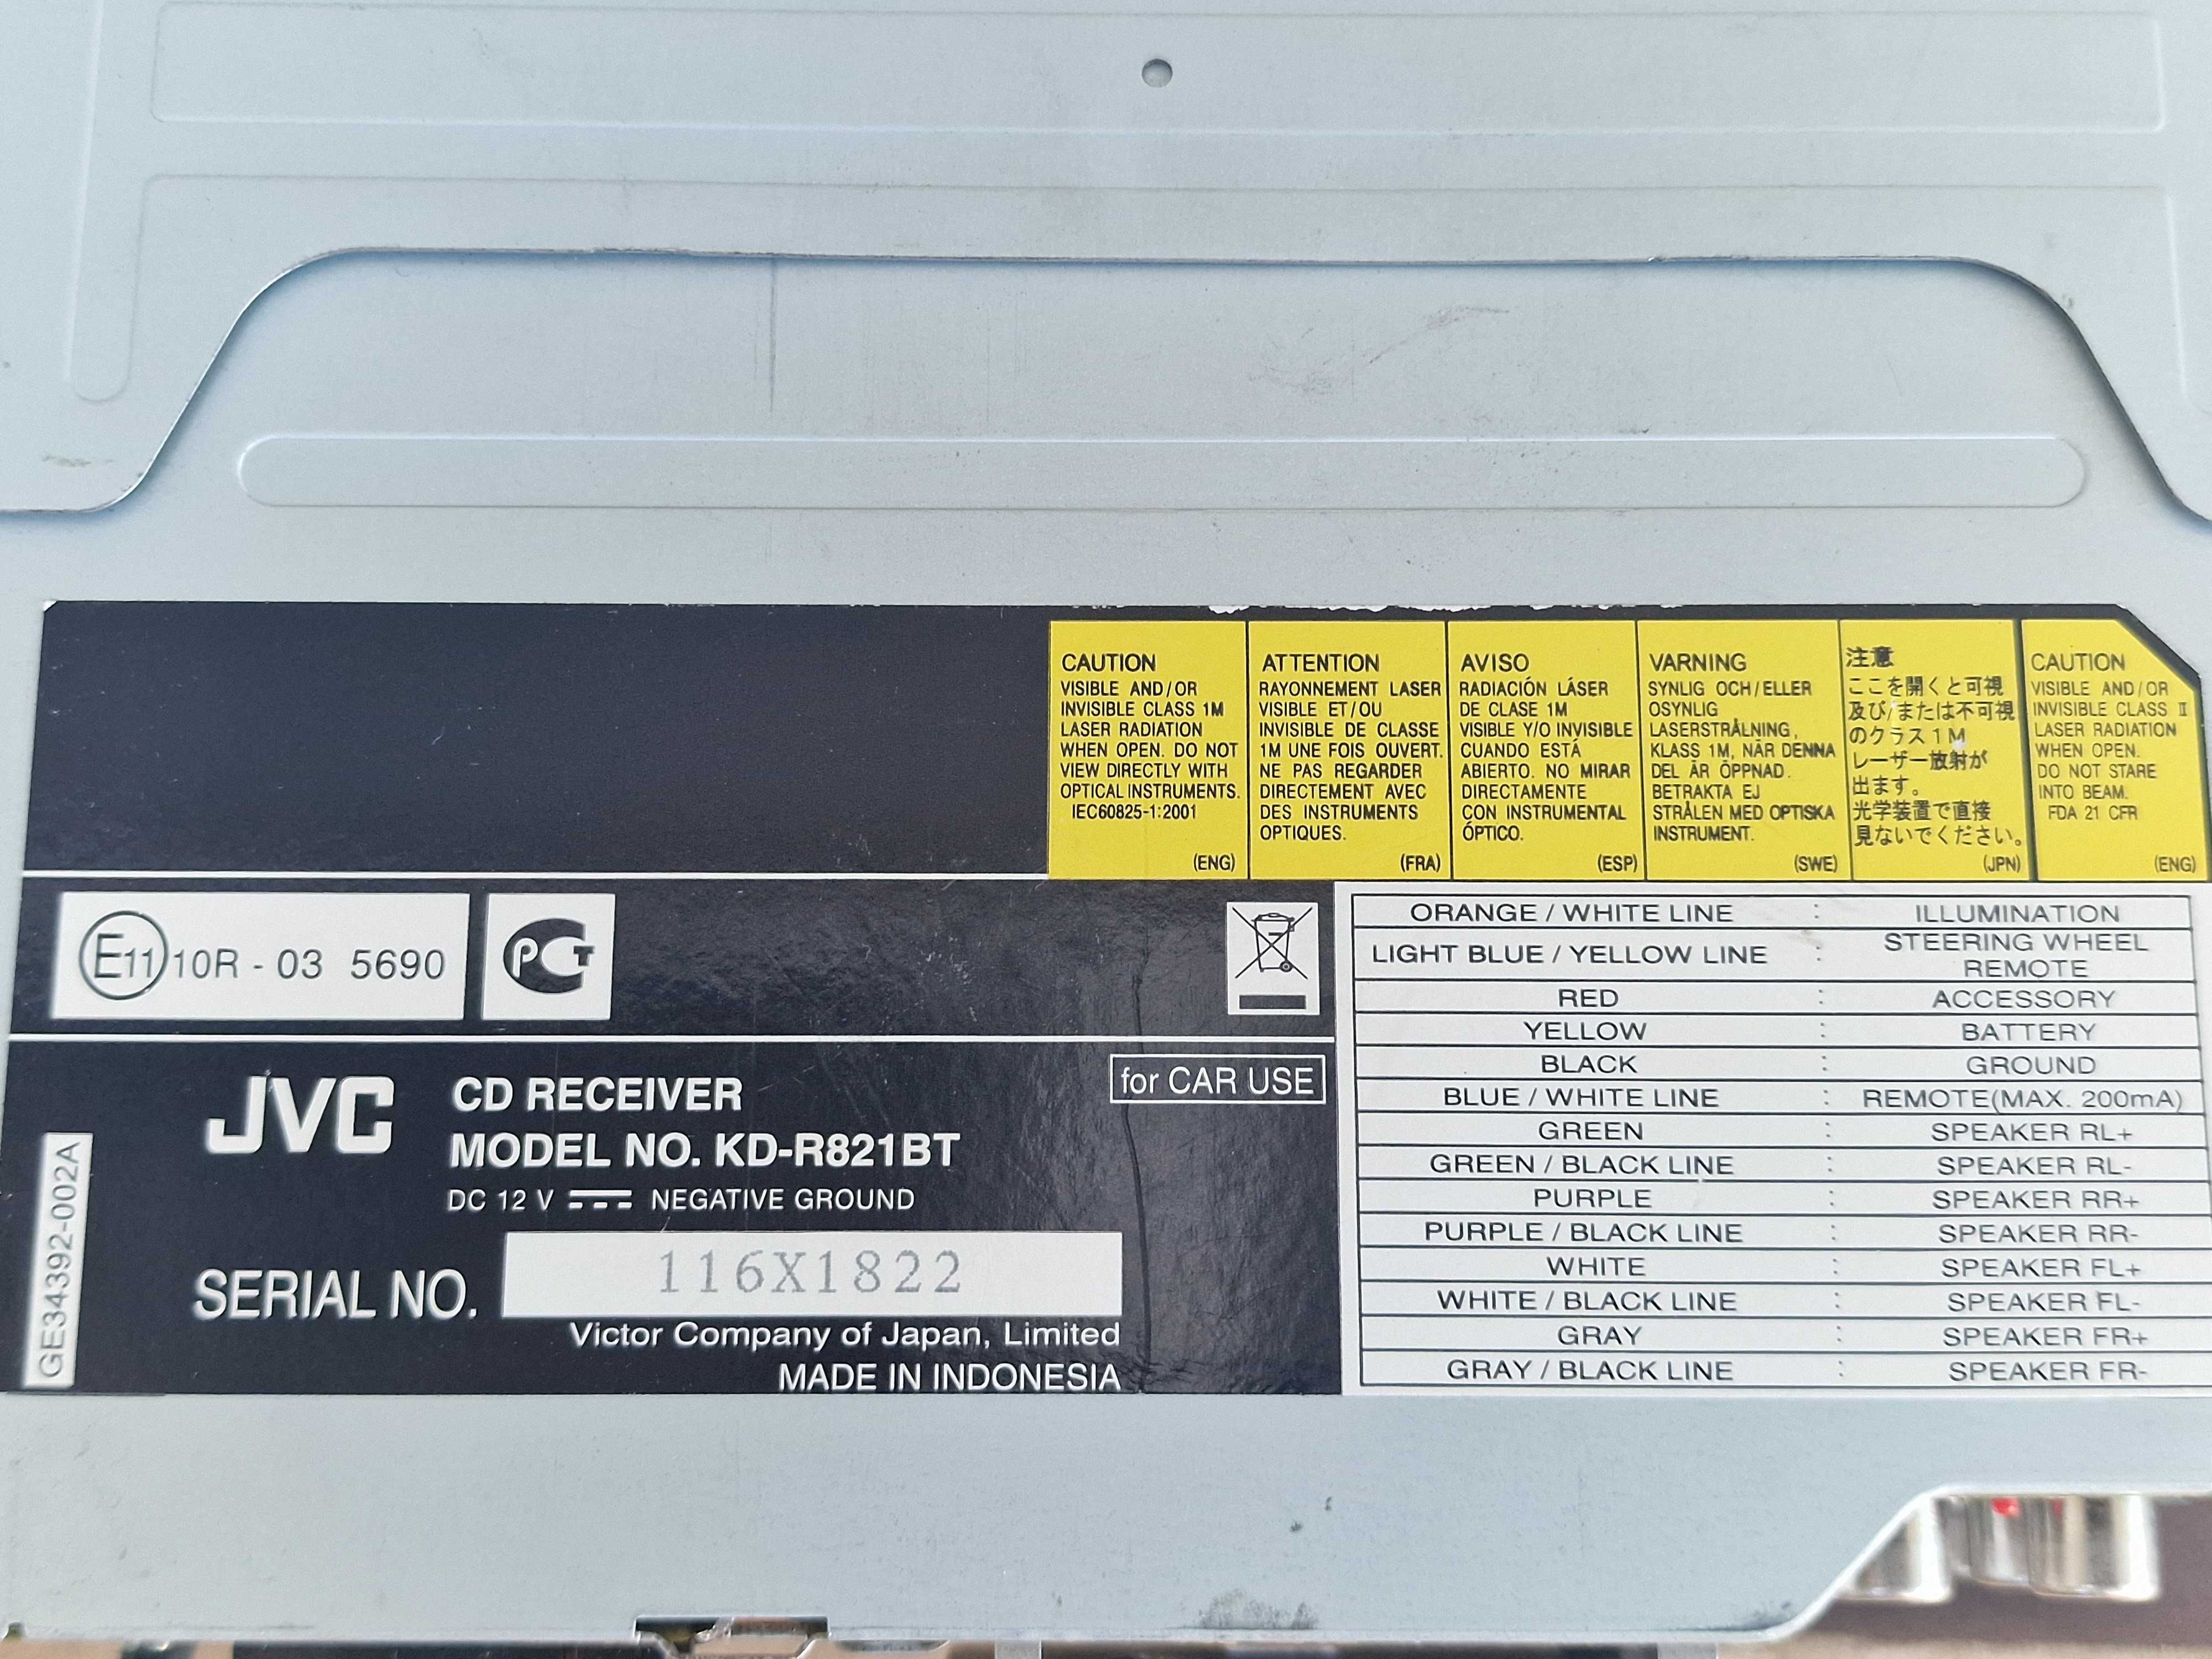 CAUTION
VISIBLE AND/OR
INVISIBLE CLASS 1M
LASER RADIATION
WHEN OPEN. DO NOT
VIEW DIRECTLY WITH
OPTICAL INSTRUMENTS.
IEC60825-1:2001
(ENG)
ATTENTION
RAYONNEMENT LASER
VISIBLE ET/OU
INVISIBLE DE CLASSE
1M UNE FOIS OUVERT.
NE PAS REGARDER
DIRECTEMENT AVEC
DES INSTRUMENTS
OPTIQUES.
(FRA)
AVISO
RADIACIÓN LÁSER
DE CLASE 1M
VISIBLE Y/O INVISIBLE
CUANDO ESTÁ
ABIERTO. NO MIRAR
DIRECTAMENTE
CON INSTRUMENTAL
ÓPTICO.
(ESP)
VARNING
SYNLIG OCH/ELLER
OSYNLIG
LASERSTRÅLNING,
KLASS 1M, NÄR DENNA
DEL ÄR ÖPPNAD.
BETRAKTA EJ
STRÅLEN MED OPTISKA
INSTRUMENT.
(SWE)
注意
ここを開くと可視
及び/または不可視
のクラス1M
レーザー放射が
出ます。
光学装置で直接
見ないでください。
(JPN)
CAUTION
VISIBLE AND/OR
INVISIBLE CLASS II
LASER RADIATION
WHEN OPEN.
DO NOT STARE
INTO BEAM.
FDA 21 CFR
(ENG)
E11 10R - 03 5690
РСТ
JVC
CD RECEIVER
MODEL NO. KD-R821BT
DC 12 V NEGATIVE GROUND
for CAR USE
SERIAL NO. 116X1822
Victor Company of Japan, Limited
MADE IN INDONESIA
GE34392-002A
ORANGE / WHITE LINE : ILLUMINATION
LIGHT BLUE / YELLOW LINE : STEERING WHEEL
REMOTE
RED : ACCESSORY
YELLOW : BATTERY
BLACK : GROUND
BLUE / WHITE LINE : REMOTE(MAX. 200mA)
GREEN : SPEAKER RL+
GREEN / BLACK LINE : SPEAKER RL-
PURPLE : SPEAKER RR+
PURPLE / BLACK LINE : SPEAKER RR-
WHITE : SPEAKER FL+
WHITE / BLACK LINE : SPEAKER FL-
GRAY : SPEAKER FR+
GRAY / BLACK LINE : SPEAKER FR-